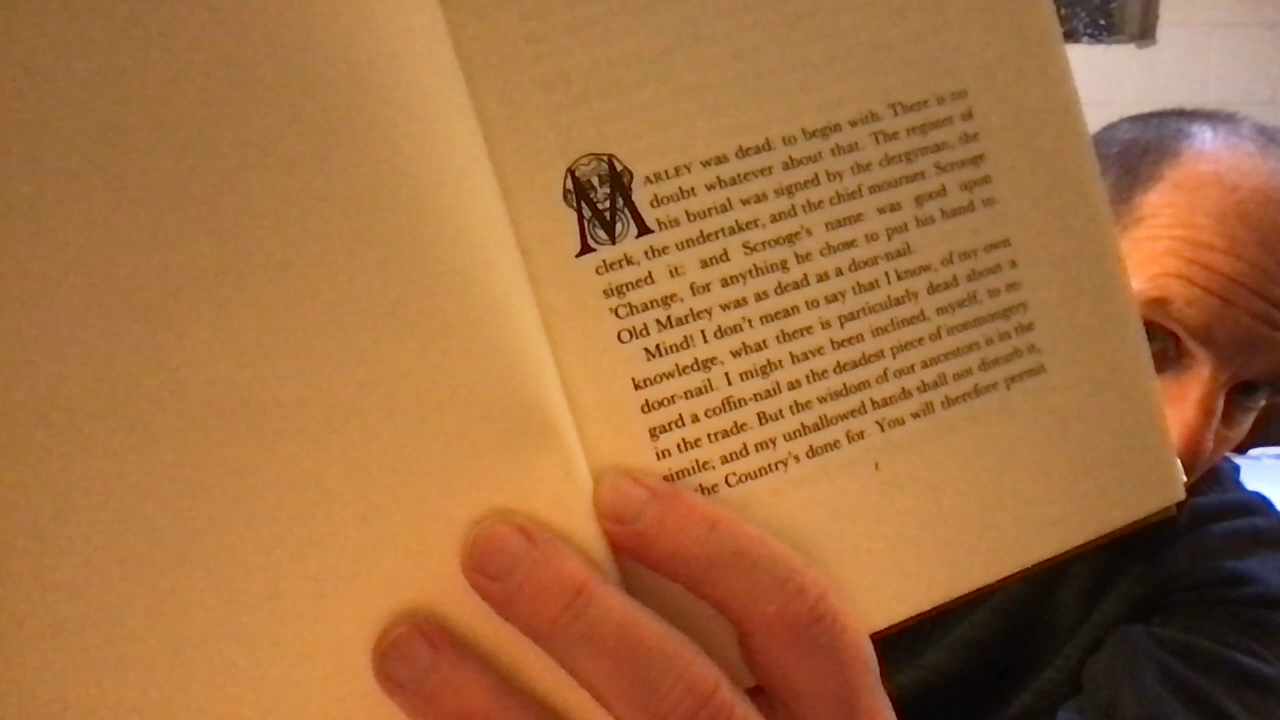 MARLEY was dead: to begin with. There is no
doubt whatever about that. The register of
his burial was signed by the clergyman, the
clerk, the undertaker, and the chief mourner. Scrooge
signed it: and Scrooge's name was good upon
'Change, for anything he chose to put his hand to.
Old Marley was as dead as a door-nail.
Mind! I don't mean to say that I know, of my own
knowledge, what there is particularly dead about a
door-nail. I might have been inclined, myself, to re-
gard a coffin-nail as the deadest piece of ironmongery
in the trade. But the wisdom of our ancestors is in the
simile; and my unhallowed hands shall not disturb it,
the Country's done for. You will therefore permit
1